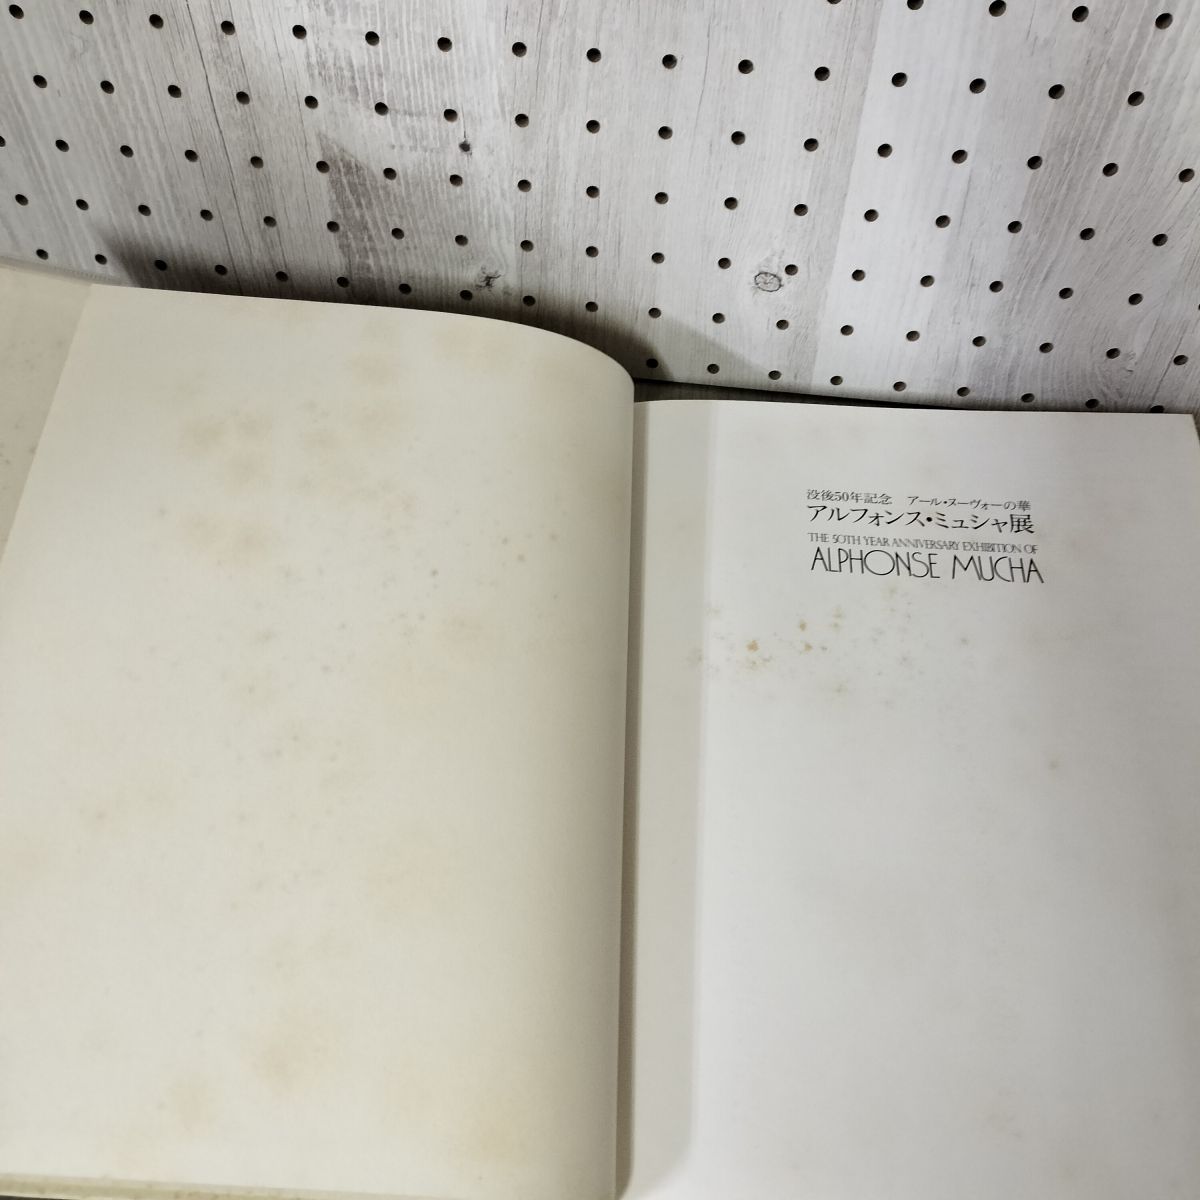 没後50年記念　アール・ヌーヴォーの華
アルフォンス・ミュシャ展
THE 50TH YEAR ANNIVERSARY EXHIBITION OF
ALPHONSE MUCHA